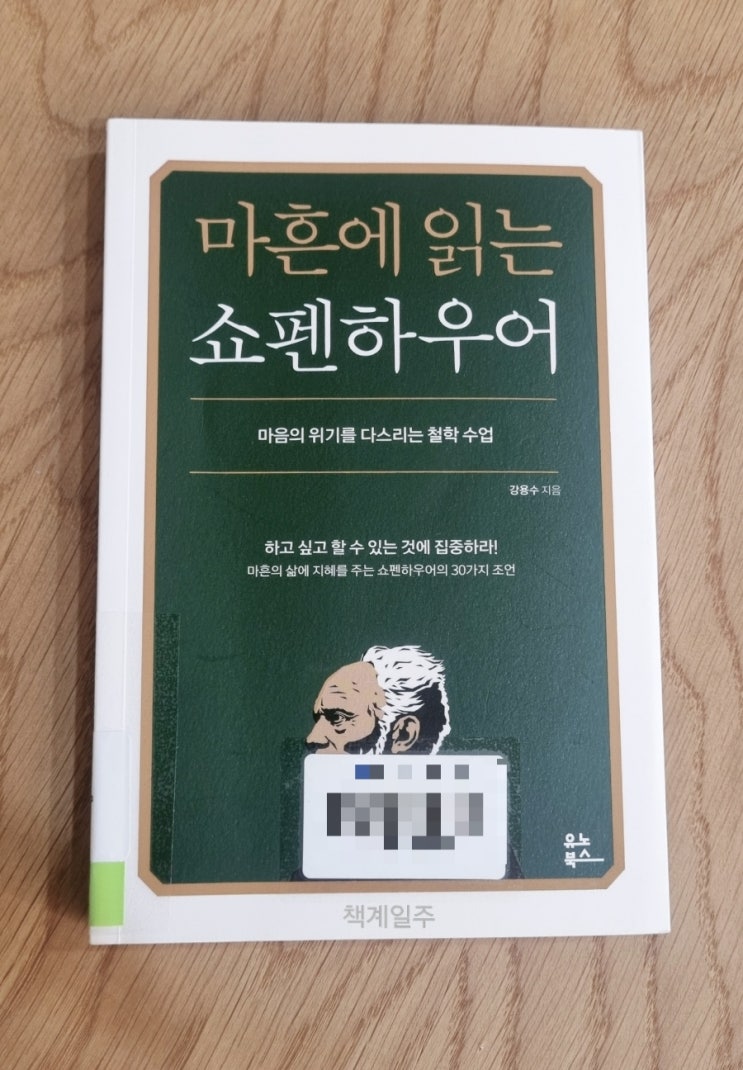 마흔에 읽는
쇼펜하우어
마음의 위기를 다스리는 철학 수업
강용수 지음
하고 싶고 할 수 있는 것에 집중하라!
마흔의 삶에 지혜를 주는 쇼펜하우어의 30가지 조언
유노
북스
책계일주